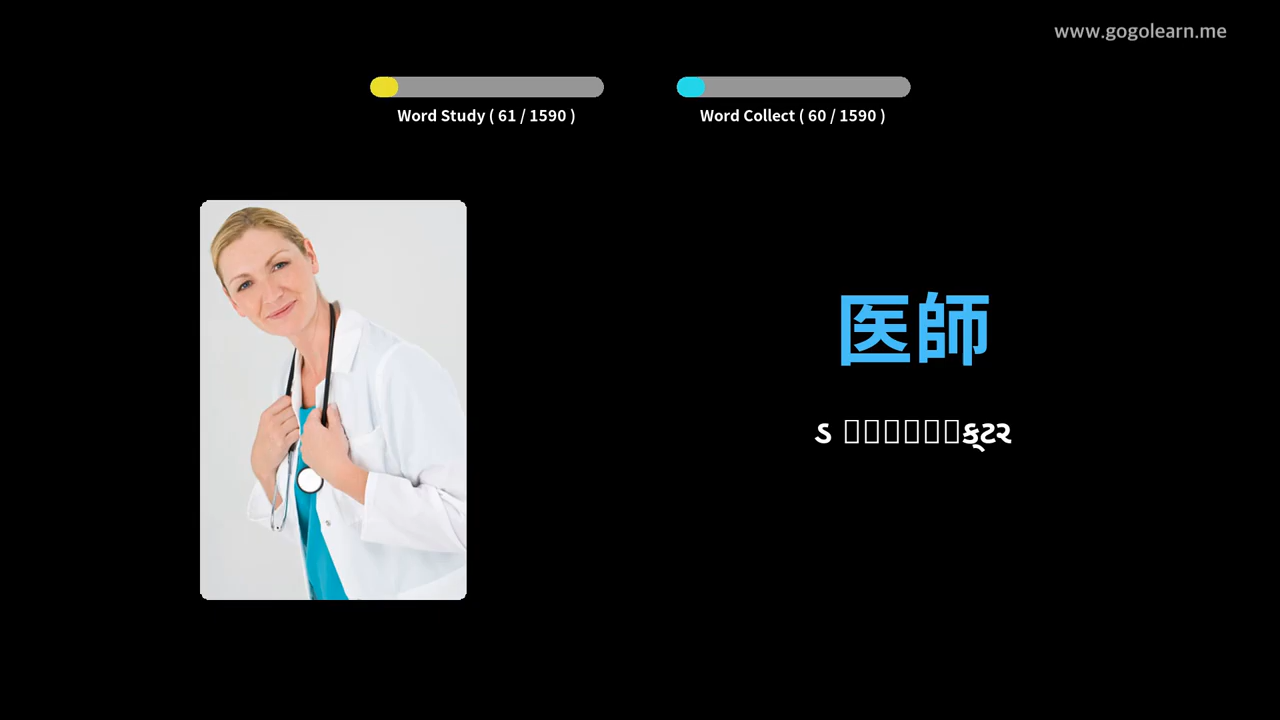 www.gogolearn.me
Word Study ( 61 / 1590 )
Word Collect ( 60 / 1590 )
医師
ડ □□□□□□ક્ટર